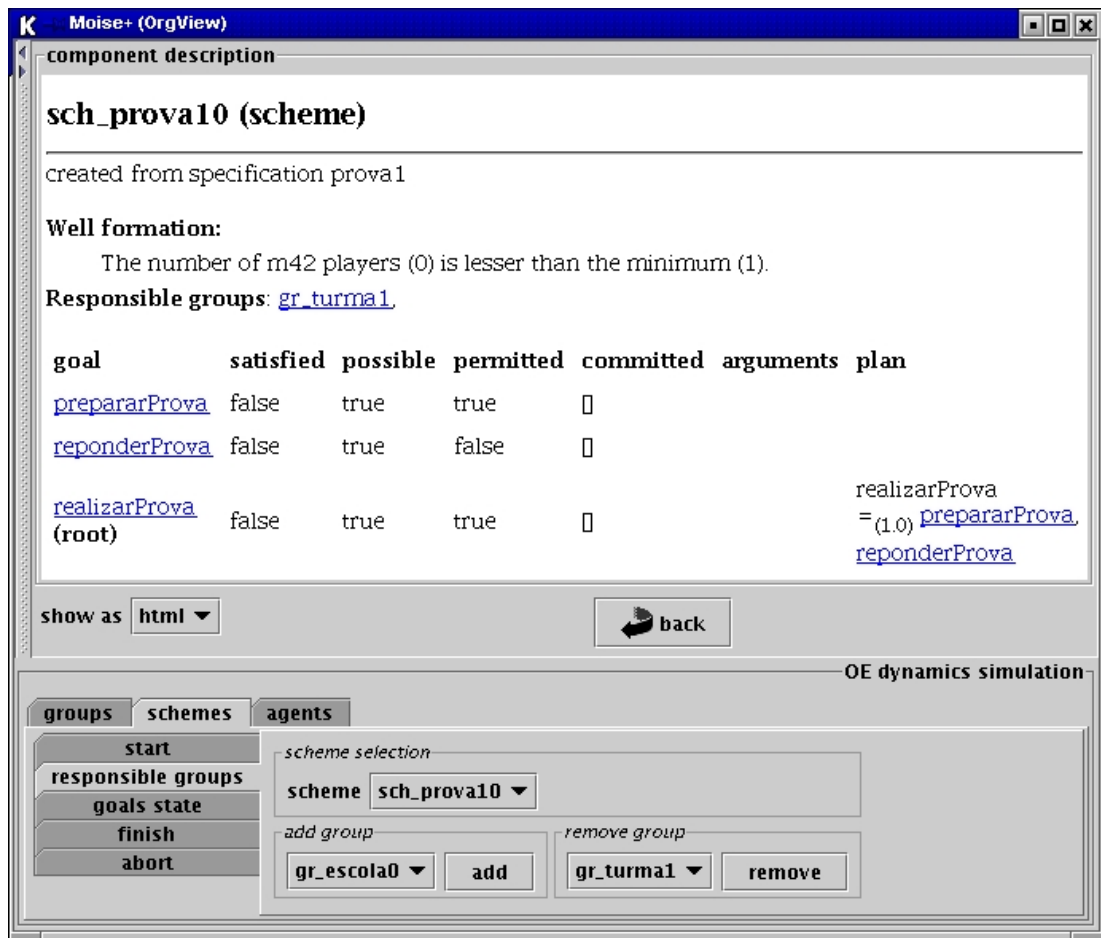 Moise+ (OrgView)
component description
sch_prova10 (scheme)
created from specification prova1
Well formation:
The number of m42 players (0) is lesser than the minimum (1).
Responsible groups: gr_turma1,
goal satisfied possible permitted committed arguments plan
prepararProva false true true []
reponderProva false true false []
realizarProva (root) false true true [] realizarProva =(1.0) prepararProva, reponderProva
show as html back
OE dynamics simulation
groups schemes agents
start
responsible groups
goals state
finish
abort
scheme selection
scheme sch_prova10
add group remove group
gr_escola0 add gr_turma1 remove